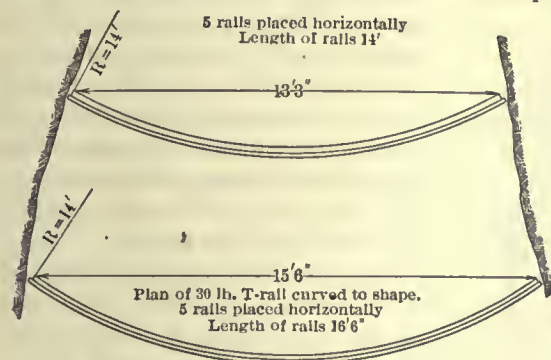 5 rails placed horizontally
Length of rails 14'
R=14'
13'3"
R=14'
15'6"
Plan of 30 lb. T-rail curved to shape.
5 rails placed horizontally
Length of rails 16'6"